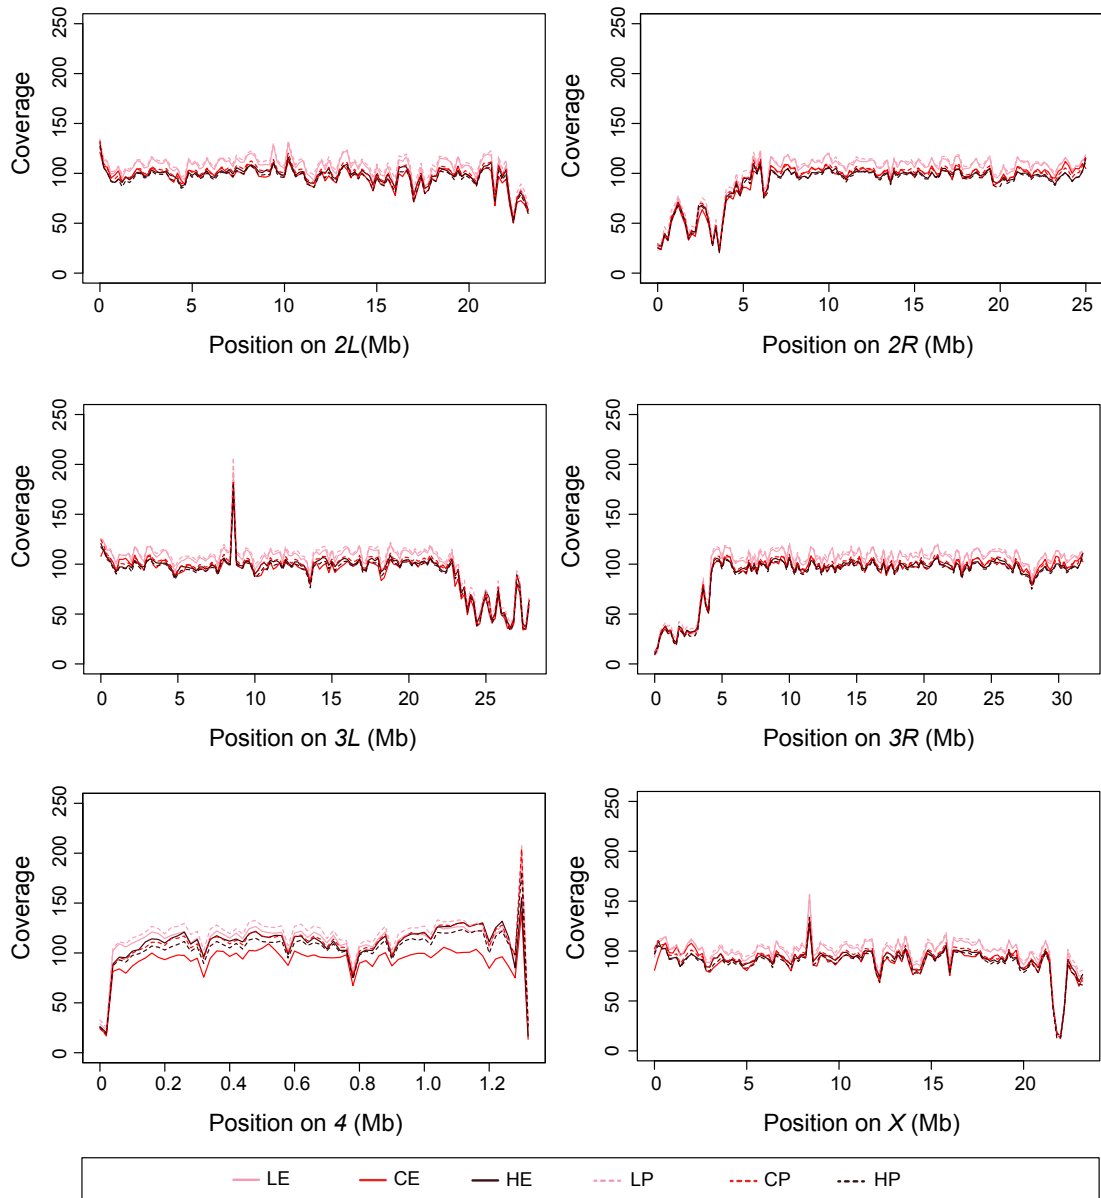 250
200
150
100
50
0
Coverage
0 5 10 15 20
Position on 2L(Mb)
250
200
150
100
50
0
Coverage
0 5 10 15 20 25
Position on 2R (Mb)
250
200
150
100
50
0
Coverage
0 5 10 15 20 25
Position on 3L (Mb)
250
200
150
100
50
0
Coverage
0 5 10 15 20 25 30
Position on 3R (Mb)
250
200
150
100
50
0
Coverage
0 0.2 0.4 0.6 0.8 1.0 1.2
Position on 4 (Mb)
250
200
150
100
50
0
Coverage
0 5 10 15 20
Position on X (Mb)
LE CE HE LP CP HP